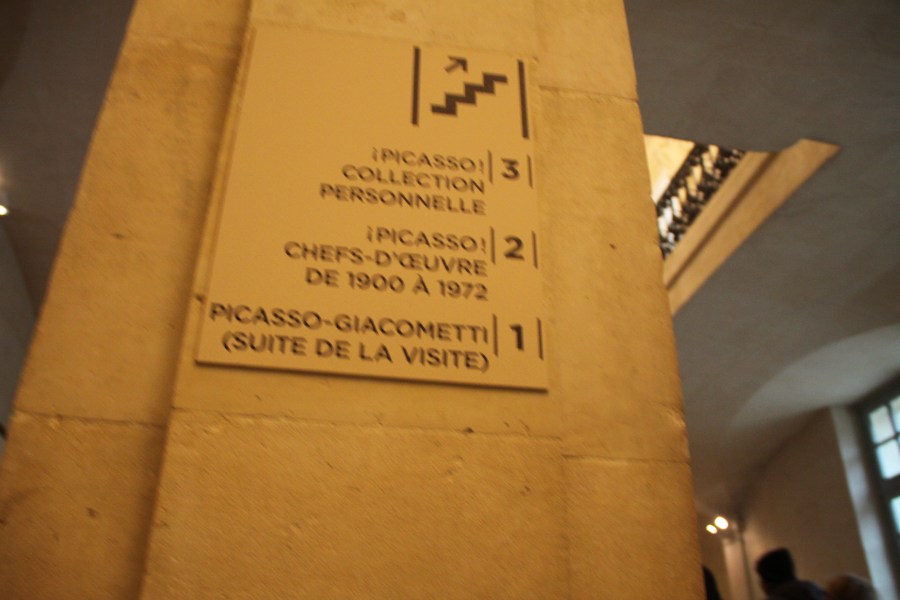 ¡PICASSO! 3
COLLECTION
PERSONNELLE
¡PICASSO! 2
CHEFS-D'ŒUVRE
DE 1900 À 1972
PICASSO-GIACOMETTI 1
(SUITE DE LA VISITE)